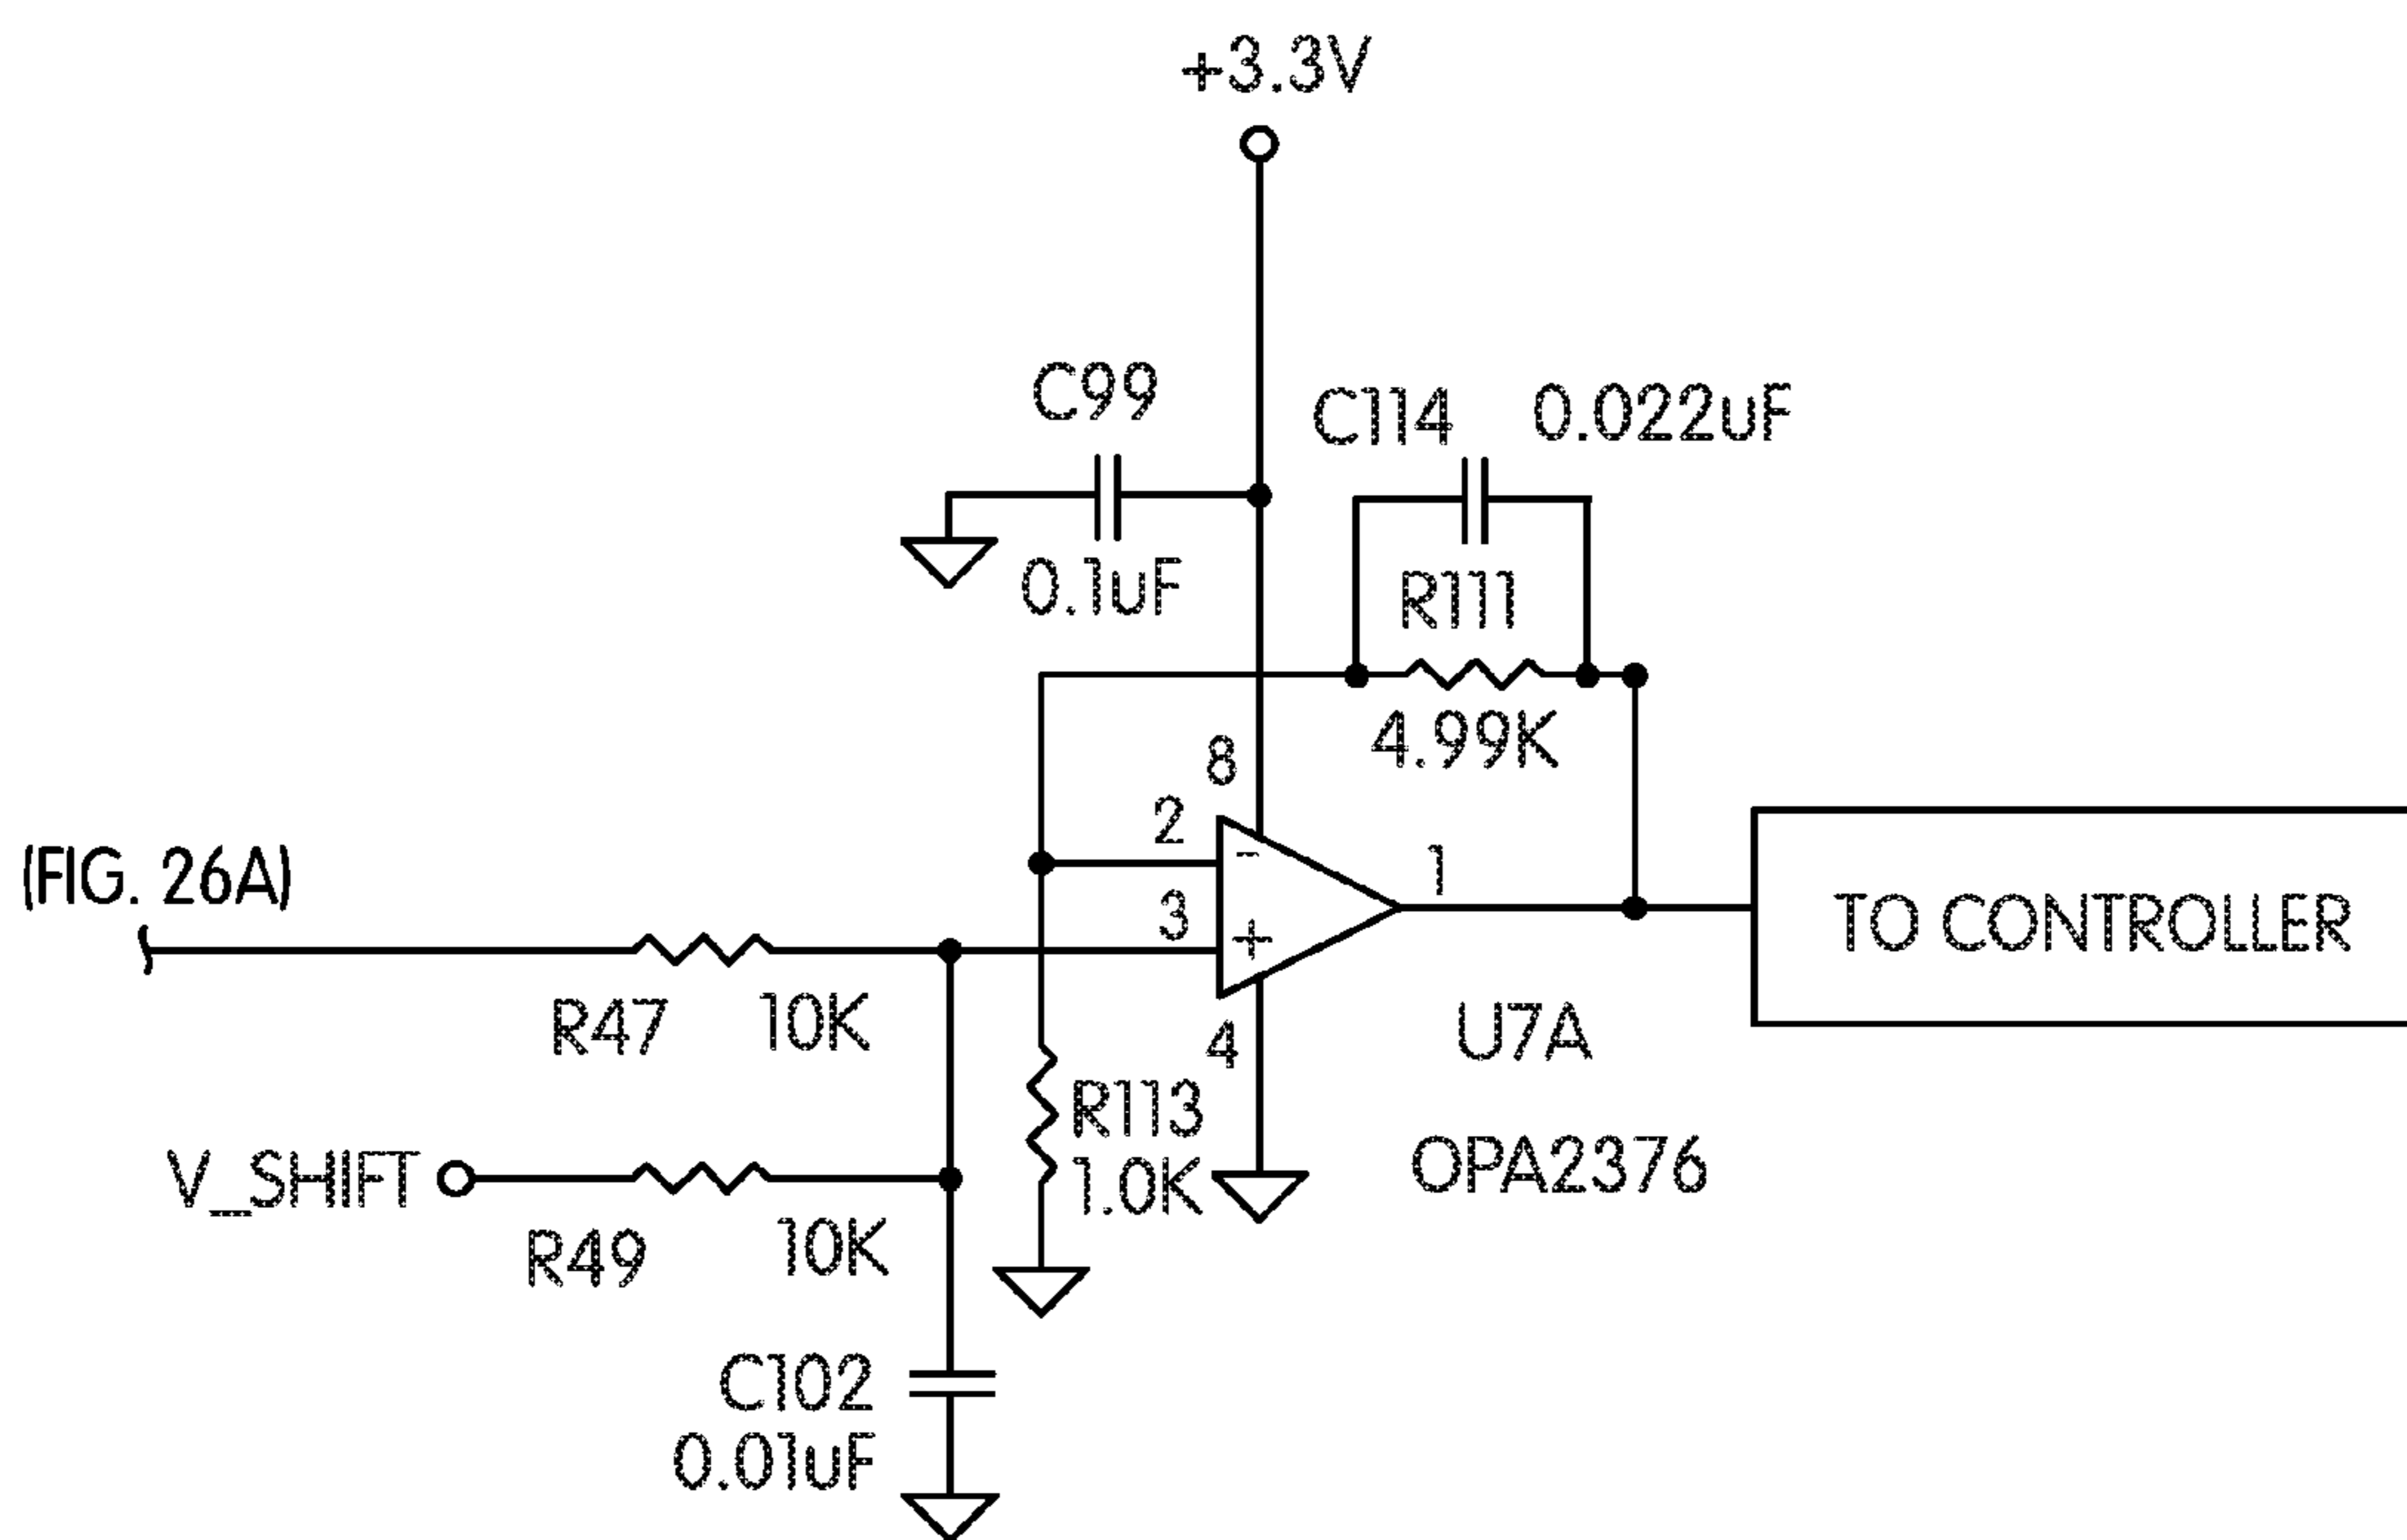 +3.3V
C99
0.1uF
C114 0.022uF
R111
4.99K
8
2
-
3
+
1
4
(FIG. 26A)
TO CONTROLLER
R47 10K
U7A
OPA2376
R113
1.0K
V_SHIFT
R49 10K
C102
0.01uF